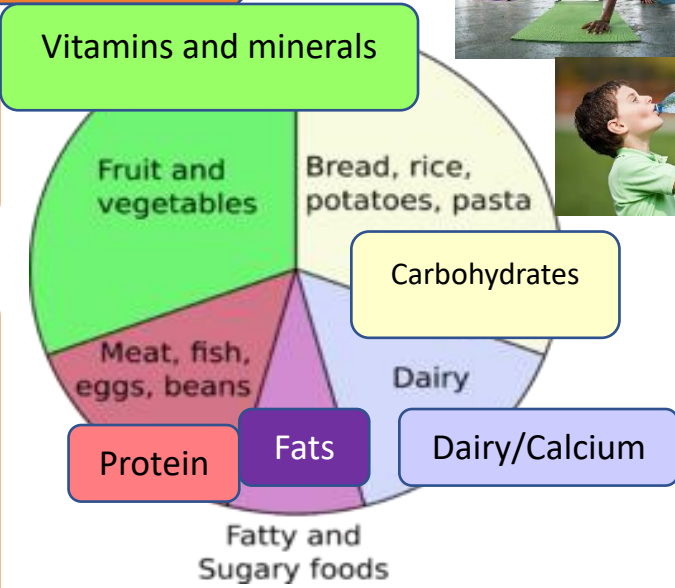 Vitamins and minerals
Fruit and
vegetables
Bread, rice,
potatoes, pasta
Carbohydrates
Meat, fish,
eggs, beans
Dairy
Protein
Fats
Dairy/Calcium
Fatty and
Sugary foods